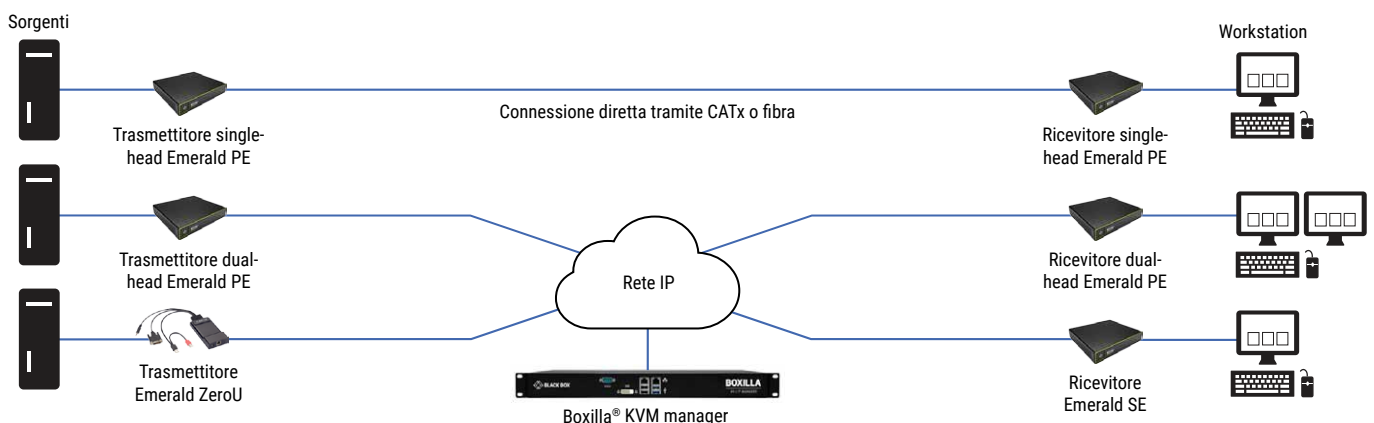 Sorgenti
Workstation
Connessione diretta tramite CATx o fibra
Trasmettitore single-
head Emerald PE
Ricevitore single-
head Emerald PE
Trasmettitore dual-
head Emerald PE
Rete IP
Ricevitore dual-
head Emerald PE
Trasmettitore
Emerald ZeroU
BLACK BOX
BOXILLA
Boxilla® KVM manager
Ricevitore
Emerald SE